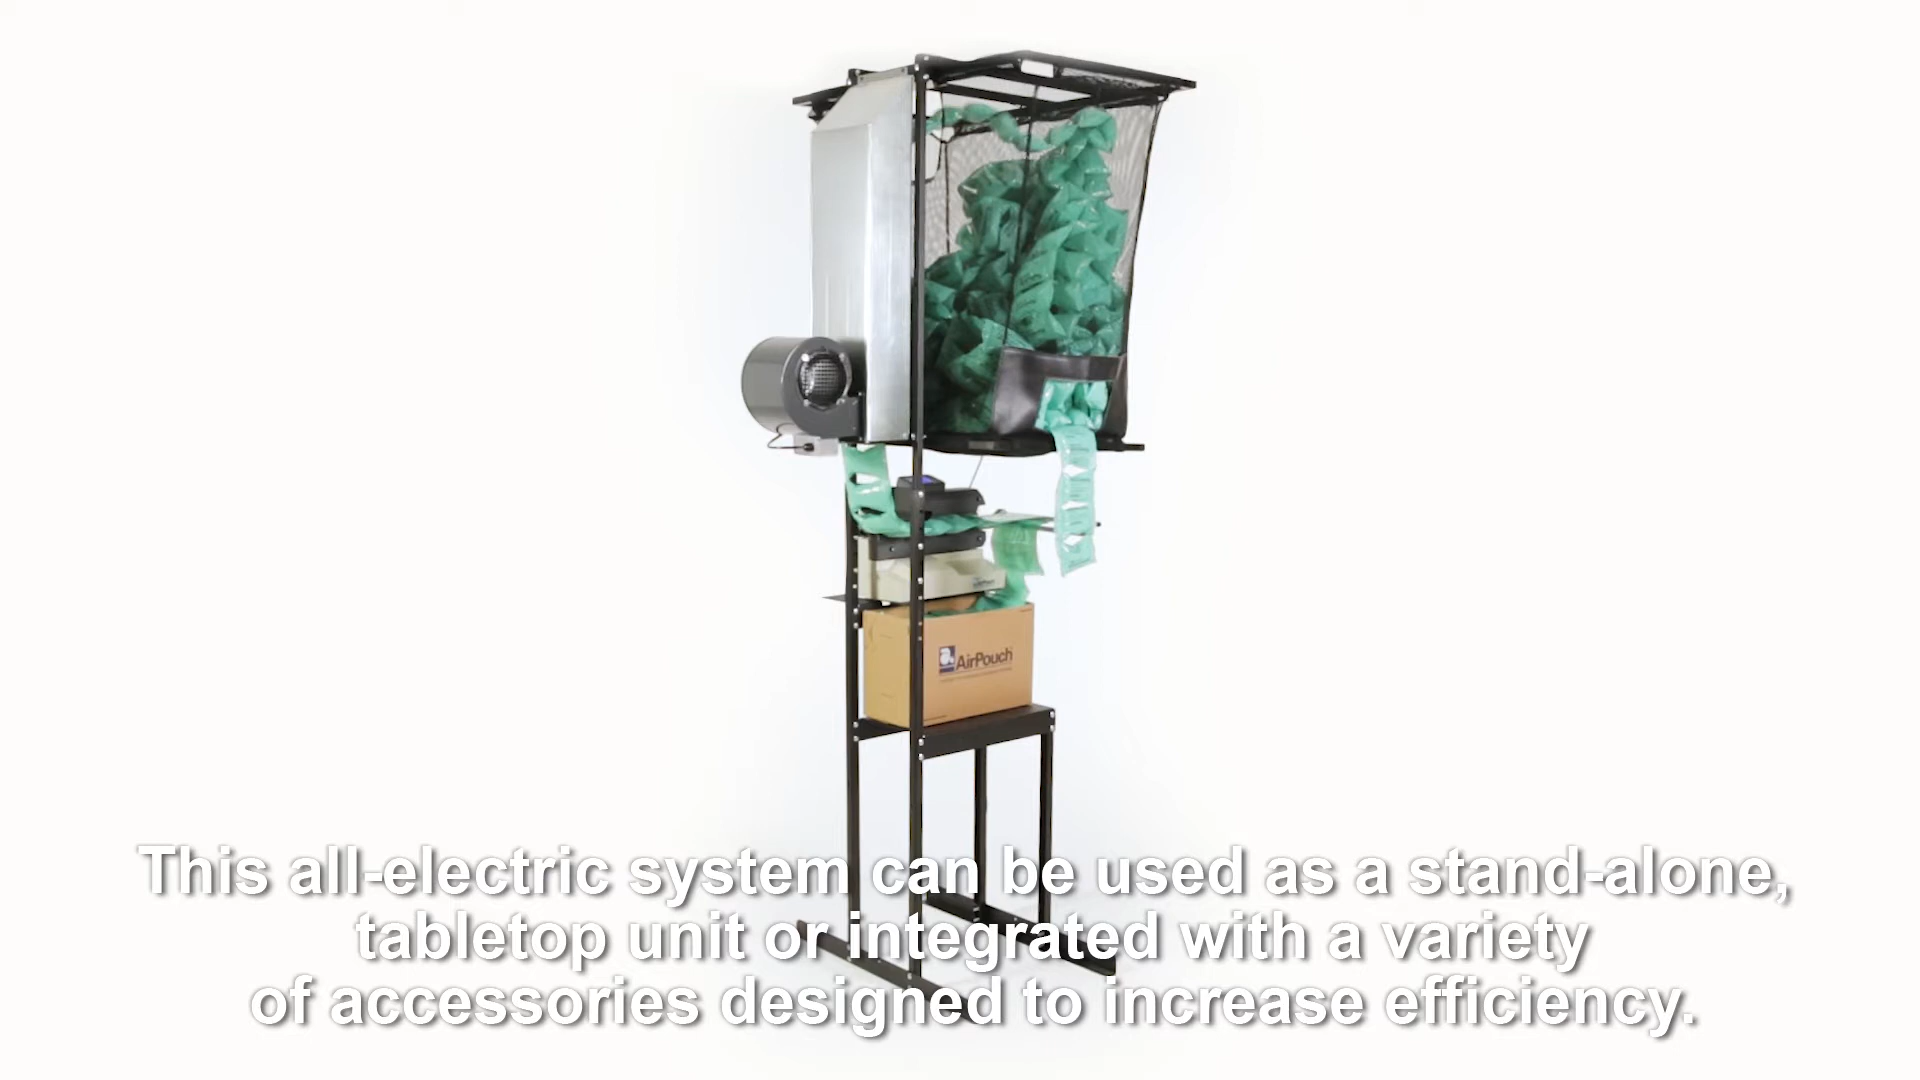 AirPouch
This all-electric system can be used as a stand-alone,
tabletop unit or integrated with a variety
of accessories designed to increase efficiency.